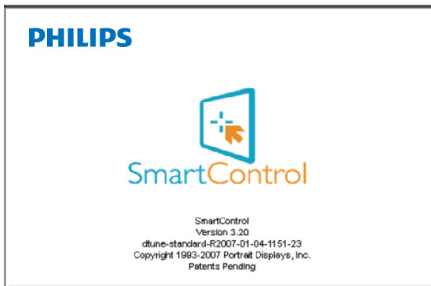 PHILIPS
SmartControl
SmartControl
Version 3.20
dtune-standard-R2007-01-04-1151-23
Copyright 1993-2007 Portrait Displays, Inc.
Patents Pending